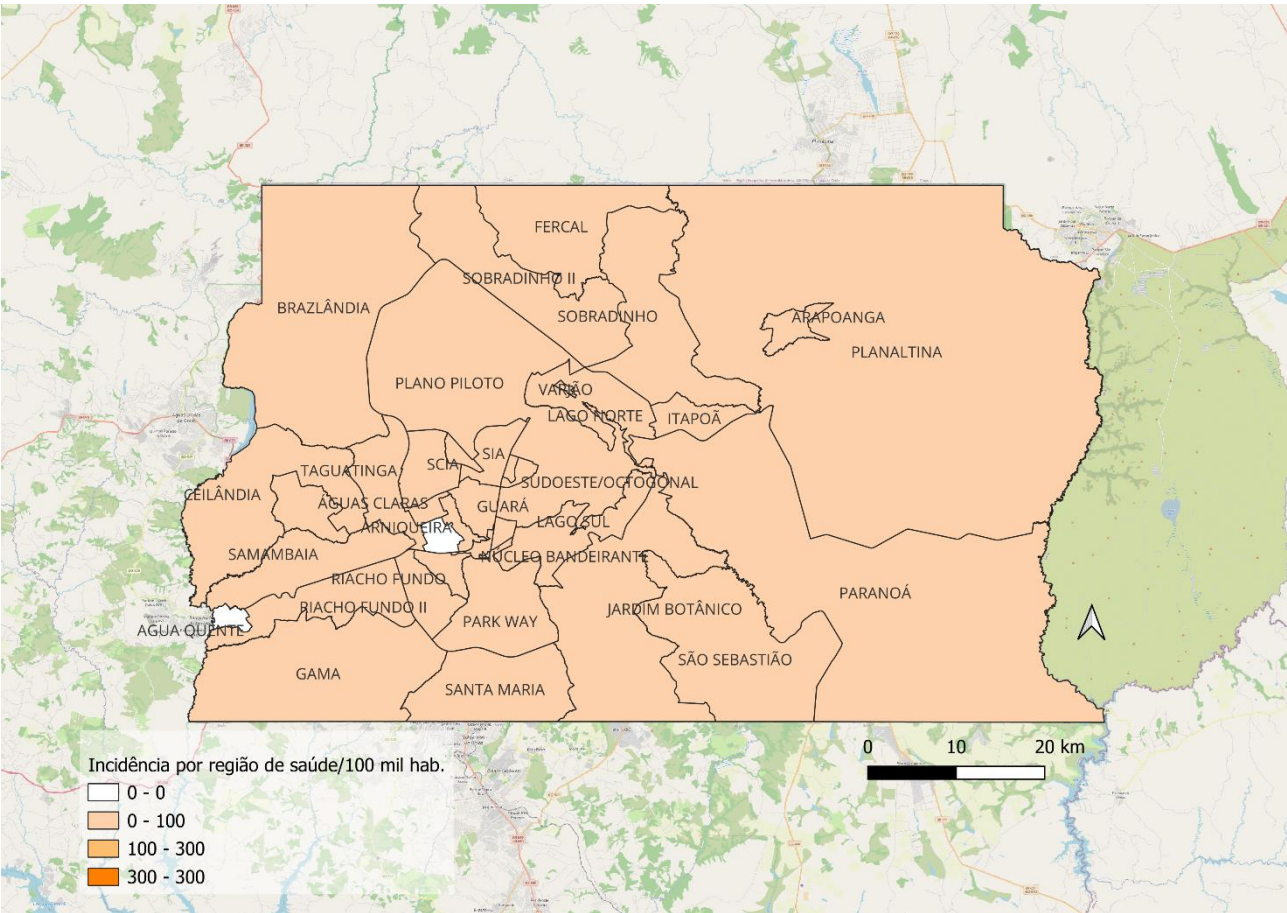 FERCAL
SOBRADINHO II
BRAZLÂNDIA
SOBRADINHO
ARAPOANGA
PLANALTINA
PLANO PILOTO
VARJÃO
LAGO NORTE
ITAPOÃ
SIA
SCIA
TAGUATINGA
SUDOESTE/OCTOGONAL
CEILÂNDIA
ÁGUAS CLARAS
GUARÁ
LAGO SUL
ARNIQUEIRA
SAMAMBAIA
NÚCLEO BANDEIRANTE
RIACHO FUNDO
PARANOÁ
RIACHO FUNDO II
JARDIM BOTÂNICO
PARK WAY
AGUA QUENTE
SÃO SEBASTIÃO
GAMA
SANTA MARIA
0 10 20 km
Incidência por região de saúde/100 mil hab.
0 - 0
0 - 100
100 - 300
300 - 300